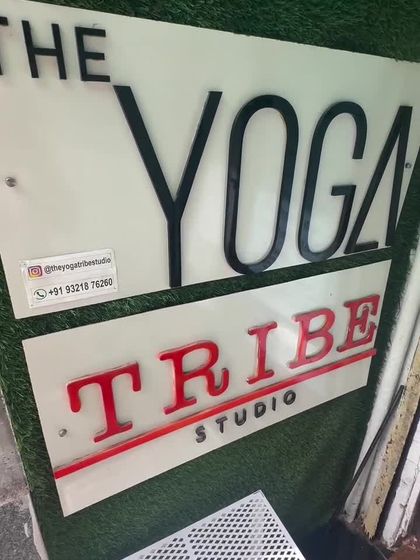 THE
YOGA
@theyogatribestudio
+91 93218 76260
TRIBE
STUDIO